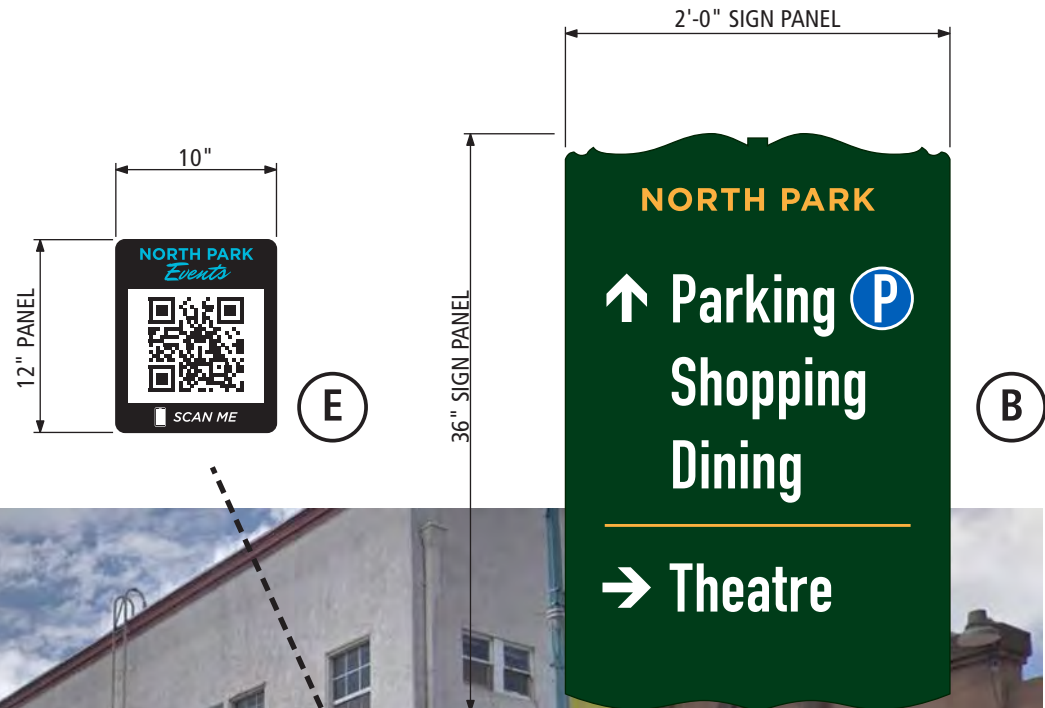 2'-0" SIGN PANEL
10"
12" PANEL
NORTH PARK
Events
SCAN ME
E
36" SIGN PANEL
NORTH PARK
Parking P
Shopping
Dining
Theatre
B